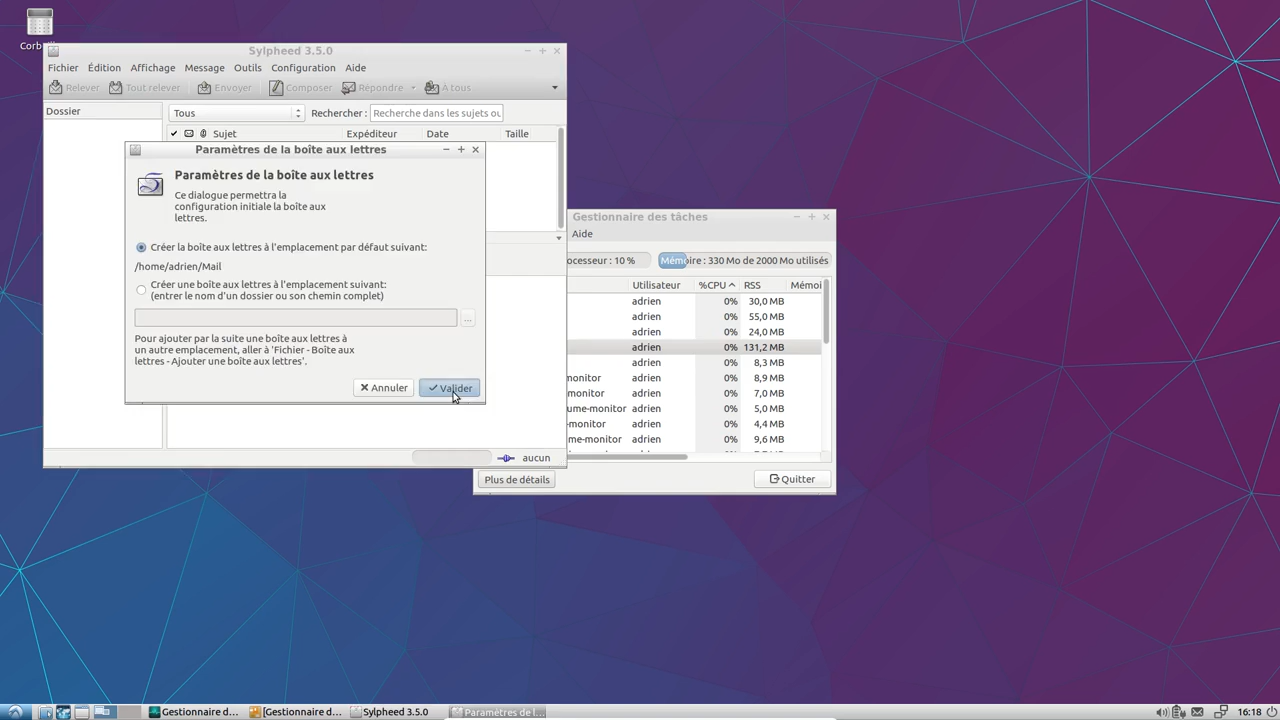 Sylpheed 3.5.0
Fichier Édition Affichage Message Outils Configuration Aide
Relever Tout relever Envoyer Composer Répondre À tous
Dossier
Tous Rechercher : Recherche dans les sujets ou
Sujet Expéditeur Date Taille
Paramètres de la boîte aux lettres
Paramètres de la boîte aux lettres
Ce dialogue permettra la
configuration initiale la boîte aux
lettres.
Créer la boîte aux lettres à l'emplacement par défaut suivant:
/home/adrien/Mail
Créer une boîte aux lettres à l'emplacement suivant:
(entrer le nom d'un dossier ou son chemin complet)
...
Pour ajouter par la suite une boîte aux lettres à
un autre emplacement, aller à 'Fichier - Boîte aux
lettres - Ajouter une boîte aux lettres'.
Annuler Valider
aucun
Gestionnaire des tâches
Aide
ocesseur : 10 % Mémoire : 330 Mo de 2000 Mo utilisés
Utilisateur %CPU RSS Mémoi
adrien 0% 30,0 MB
adrien 0% 55,0 MB
adrien 0% 24,0 MB
adrien 0% 131,2 MB
adrien 0% 8,3 MB
monitor adrien 0% 8,9 MB
monitor adrien 0% 7,0 MB
ume-monitor adrien 0% 5,0 MB
-monitor adrien 0% 4,4 MB
me-monitor adrien 0% 9,6 MB
Plus de détails Quitter
Gestionnaire d... [Gestionnaire d... Sylpheed 3.5.0 Paramètres de l... 16:18